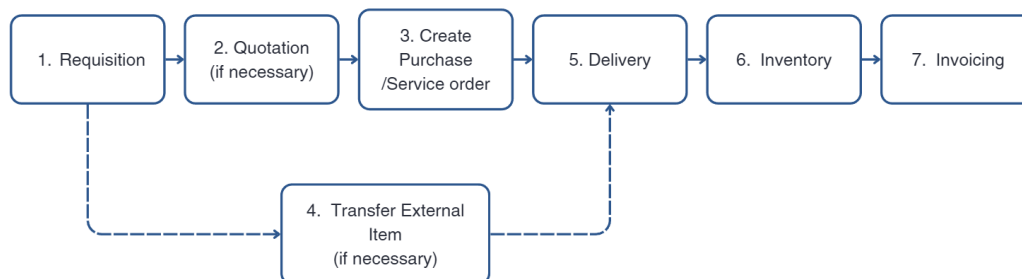 1. Requisition
2. Quotation
(if necessary)
3. Create
Purchase
/Service order
5. Delivery
6. Inventory
7. Invoicing
4. Transfer External
Item
(if necessary)